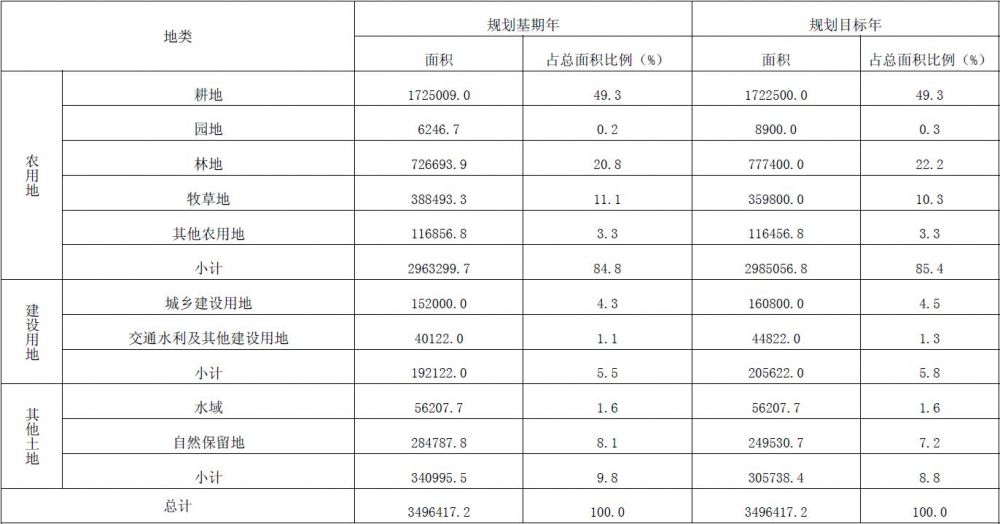 地类 规划基期年 规划目标年
面积 占总面积比例（%） 面积 占总面积比例（%）
农用地
耕地 1725009.0 49.3 1722500.0 49.3
园地 6246.7 0.2 8900.0 0.3
林地 726693.9 20.8 777400.0 22.2
牧草地 388493.3 11.1 359800.0 10.3
其他农用地 116856.8 3.3 116456.8 3.3
小计 2963299.7 84.8 2985056.8 85.4
建设用地
城乡建设用地 152000.0 4.3 160800.0 4.5
交通水利及其他建设用地 40122.0 1.1 44822.0 1.3
小计 192122.0 5.5 205622.0 5.8
其他土地
水域 56207.7 1.6 56207.7 1.6
自然保留地 284787.8 8.1 249530.7 7.2
小计 340995.5 9.8 305738.4 8.8
总计 3496417.2 100.0 3496417.2 100.0